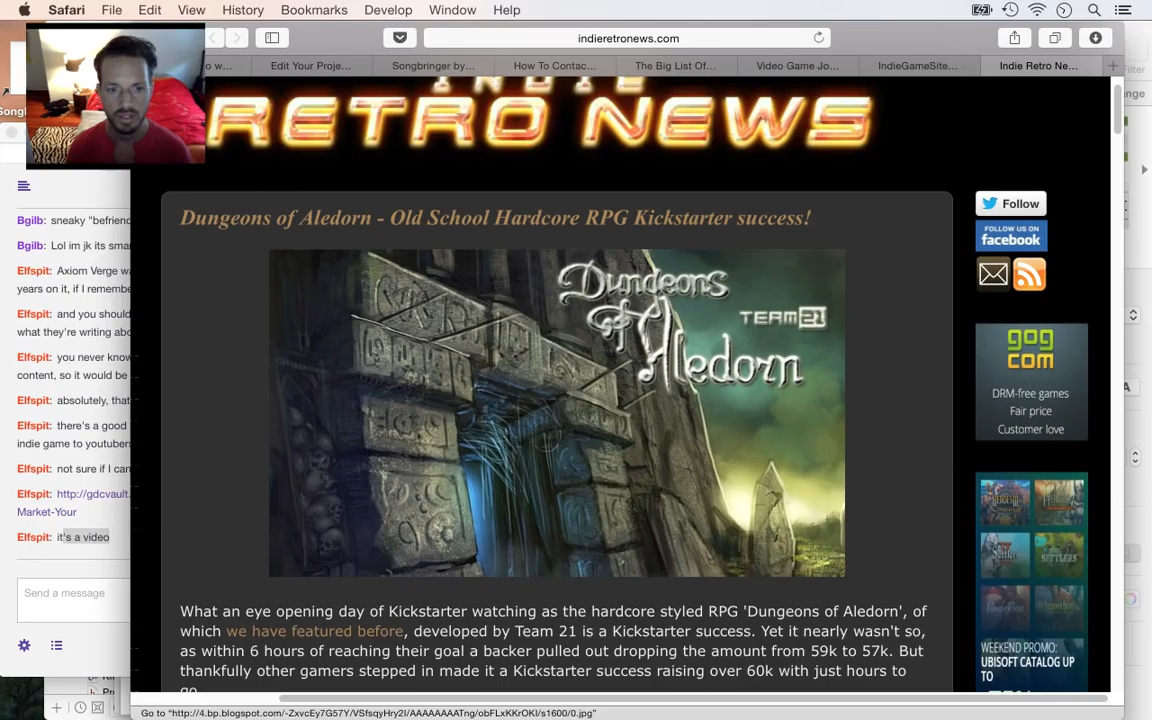 Safari File Edit View History Bookmarks Develop Window Help
indieretronews.com
o w... Edit Your Proje... Songbringer by... How To Contac... The Big List Of... Video Game Jo... IndieGameSite... Indie Retro Ne...
Filter
Song
ange
RETRO NEWS
Bgilb: sneaky "befrien
Bgilb: Lol im jk its sma
Elfspit: Axiom Verge w
years on it, if I remembe
Elfspit: and you should
what they're writing abo
Elfspit: you never know
content, so it would be
Elfspit: absolutely, that
Elfspit: there's a good
indie game to youtubers
Elfspit: not sure if I can
Elfspit: http://gdcvault.
Market-Your
Elfspit: it's a video
Send a message
Dungeons of Aledorn - Old School Hardcore RPG Kickstarter success!
Dungeons
of Aledorn
TEAM 21
What an eye opening day of Kickstarter watching as the hardcore styled RPG 'Dungeons of Aledorn', of
which we have featured before, developed by Team 21 is a Kickstarter success. Yet it nearly wasn't so,
as within 6 hours of reaching their goal a backer pulled out dropping the amount from 59k to 57k. But
thankfully other gamers stepped in made it a Kickstarter success raising over 60k with just hours to
go.
Follow
FOLLOW US ON
facebook
gog
com
DRM-free games
Fair price
Customer love
WEEKEND PROMO:
UBISOFT CATALOG UP
TO
Go to "http://4.bp.blogspot.com/-ZxvcEy7G57Y/VSfsqyHry2I/AAAAAAAATng/obFLxKKrOKI/s1600/0.jpg"